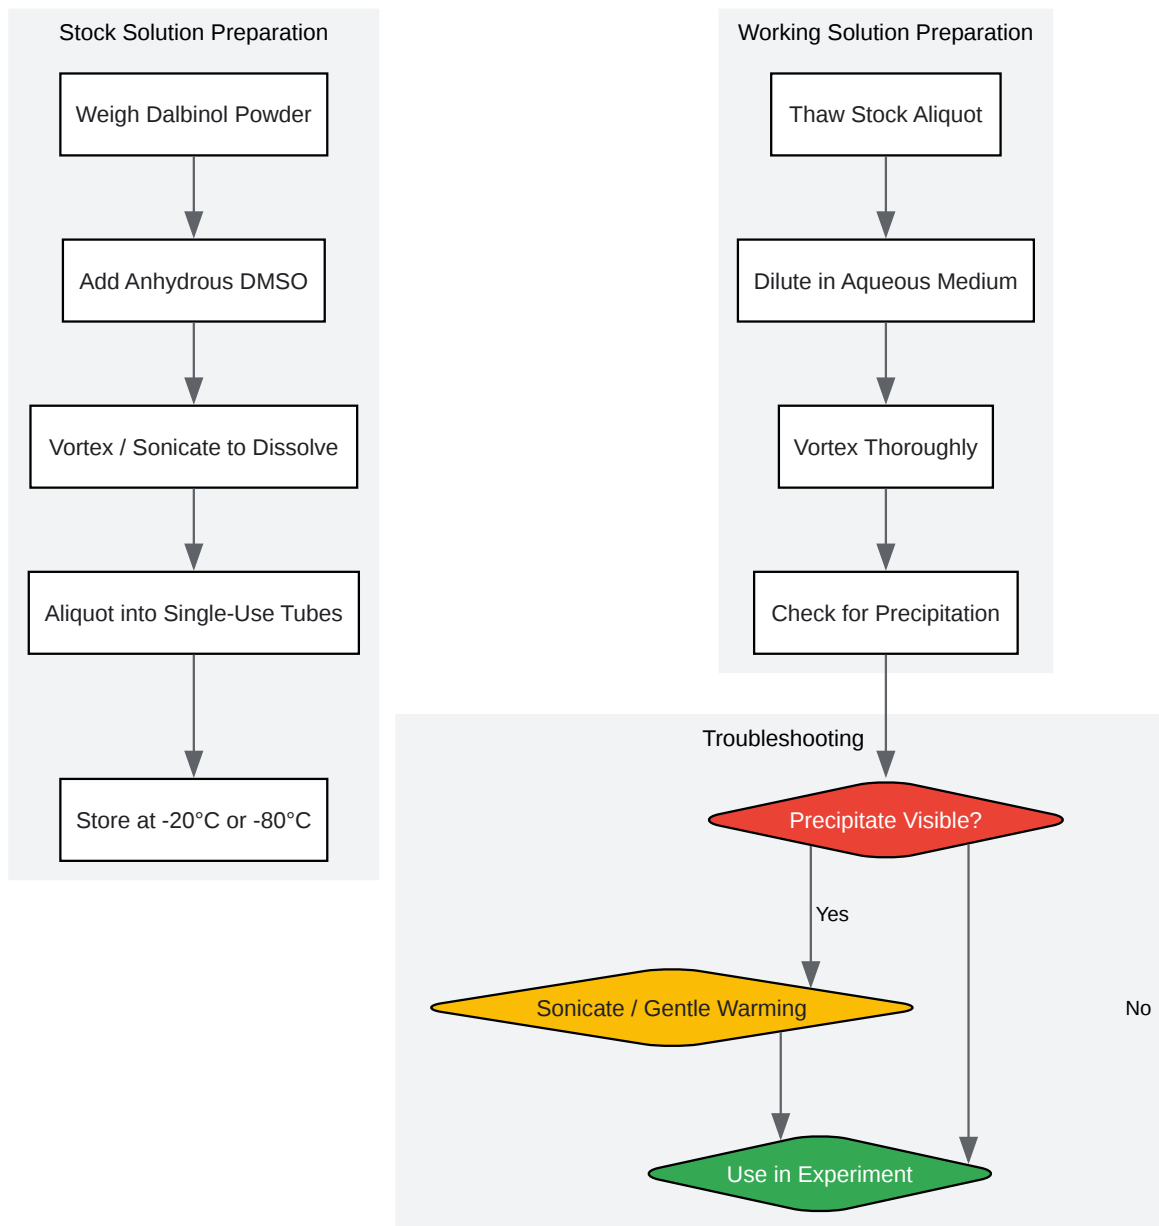 Stock Solution Preparation
Weigh Dalbinol Powder
Add Anhydrous DMSO
Vortex / Sonicate to Dissolve
Aliquot into Single-Use Tubes
Store at -20°C or -80°C
Working Solution Preparation
Thaw Stock Aliquot
Dilute in Aqueous Medium
Vortex Thoroughly
Check for Precipitation
Troubleshooting
Precipitate Visible?
Yes
Sonicate / Gentle Warming
No
Use in Experiment